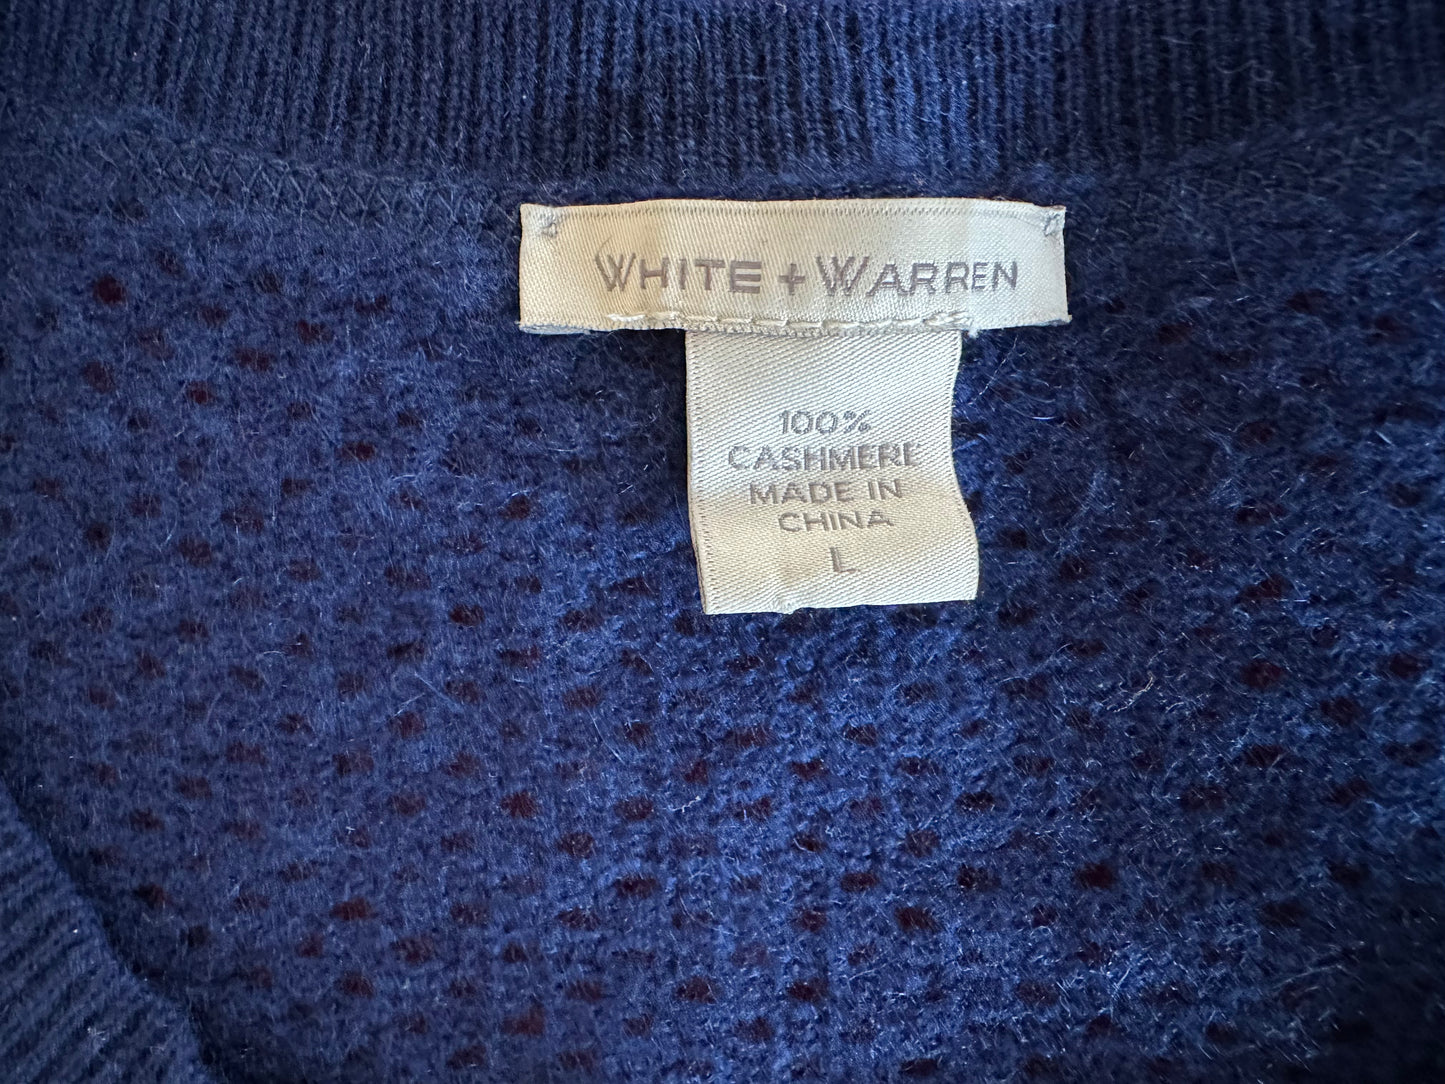 WHITE + WARREN
100%
CASHMERE
MADE IN
CHINA
L